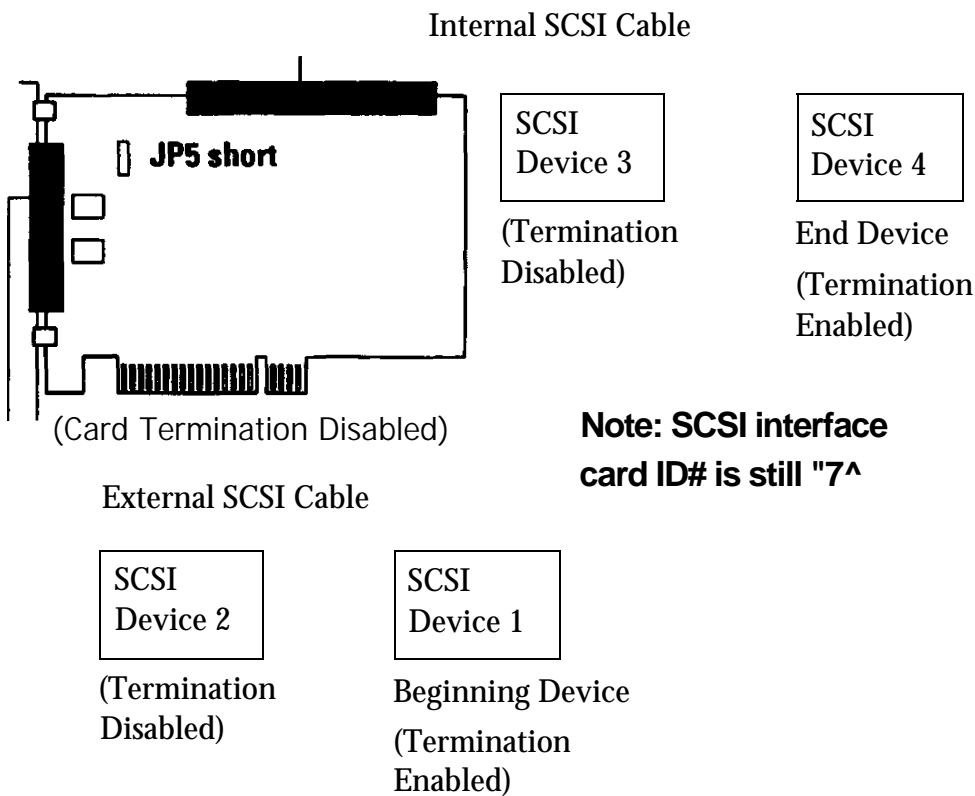 Internal SCSI Cable
JP5 short
SCSI
Device 3
(Termination
Disabled)
SCSI
Device 4
End Device
(Termination
Enabled)
(Card Termination Disabled)
Note: SCSI interface
card ID# is still "7^
External SCSI Cable
SCSI
Device 2
(Termination
Disabled)
SCSI
Device 1
Beginning Device
(Termination
Enabled)